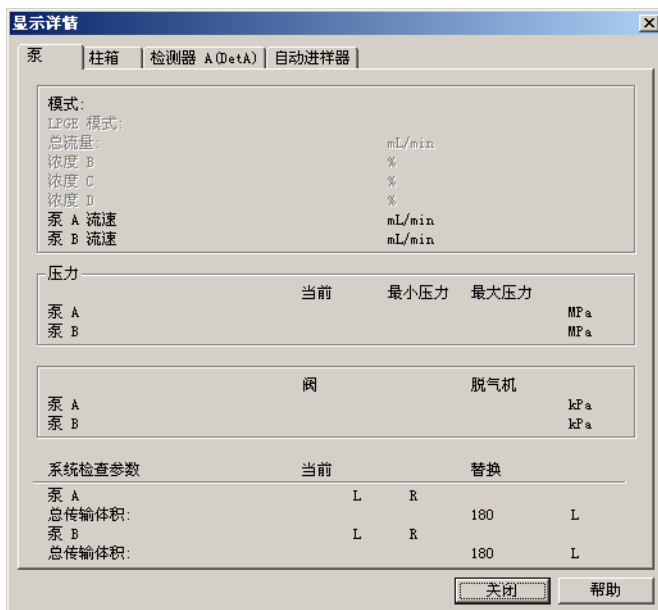 显示详情
泵 柱箱 检测器 A(DetA) 自动进样器
模式:
LPGE 模式:
总流量: mL/min
浓度 B %
浓度 C %
浓度 D %
泵 A 流速 mL/min
泵 B 流速 mL/min
压力
当前 最小压力 最大压力
泵 A MPa
泵 B MPa
阀 脱气机
泵 A kPa
泵 B kPa
系统检查参数 当前 替换
泵 A L R
总传输体积: 180 L
泵 B L R
总传输体积: 180 L
关闭 帮助